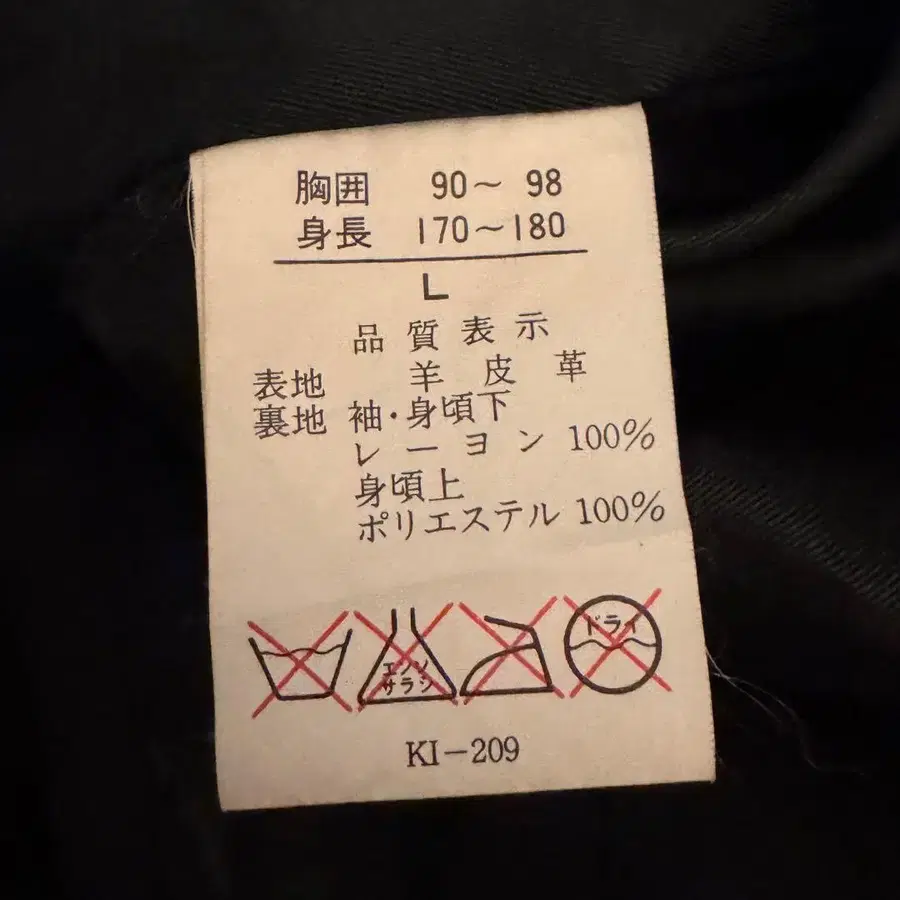 胸囲 90～98
身長 170～180
L
品質表示
表地 羊皮革
裏地 袖・身頃下
レーヨン 100%
身頃上
ポリエステル 100%
エンソ
サラシ
ドライ
KI-209